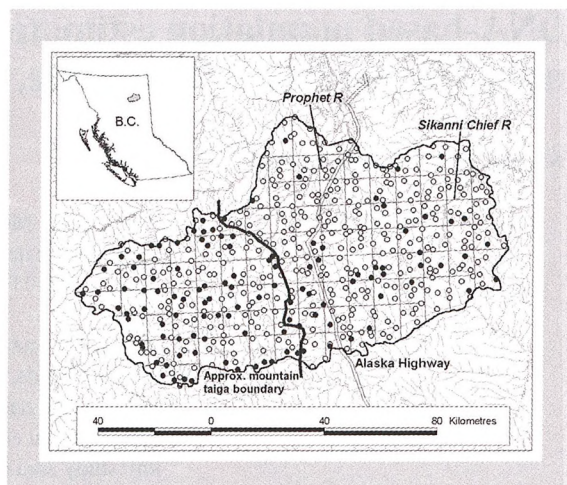 Prophet R
Sikanni Chief R
B.C.
Alaska Highway
Approx. mountain
taiga boundary
40 0 40 80 Kilometres